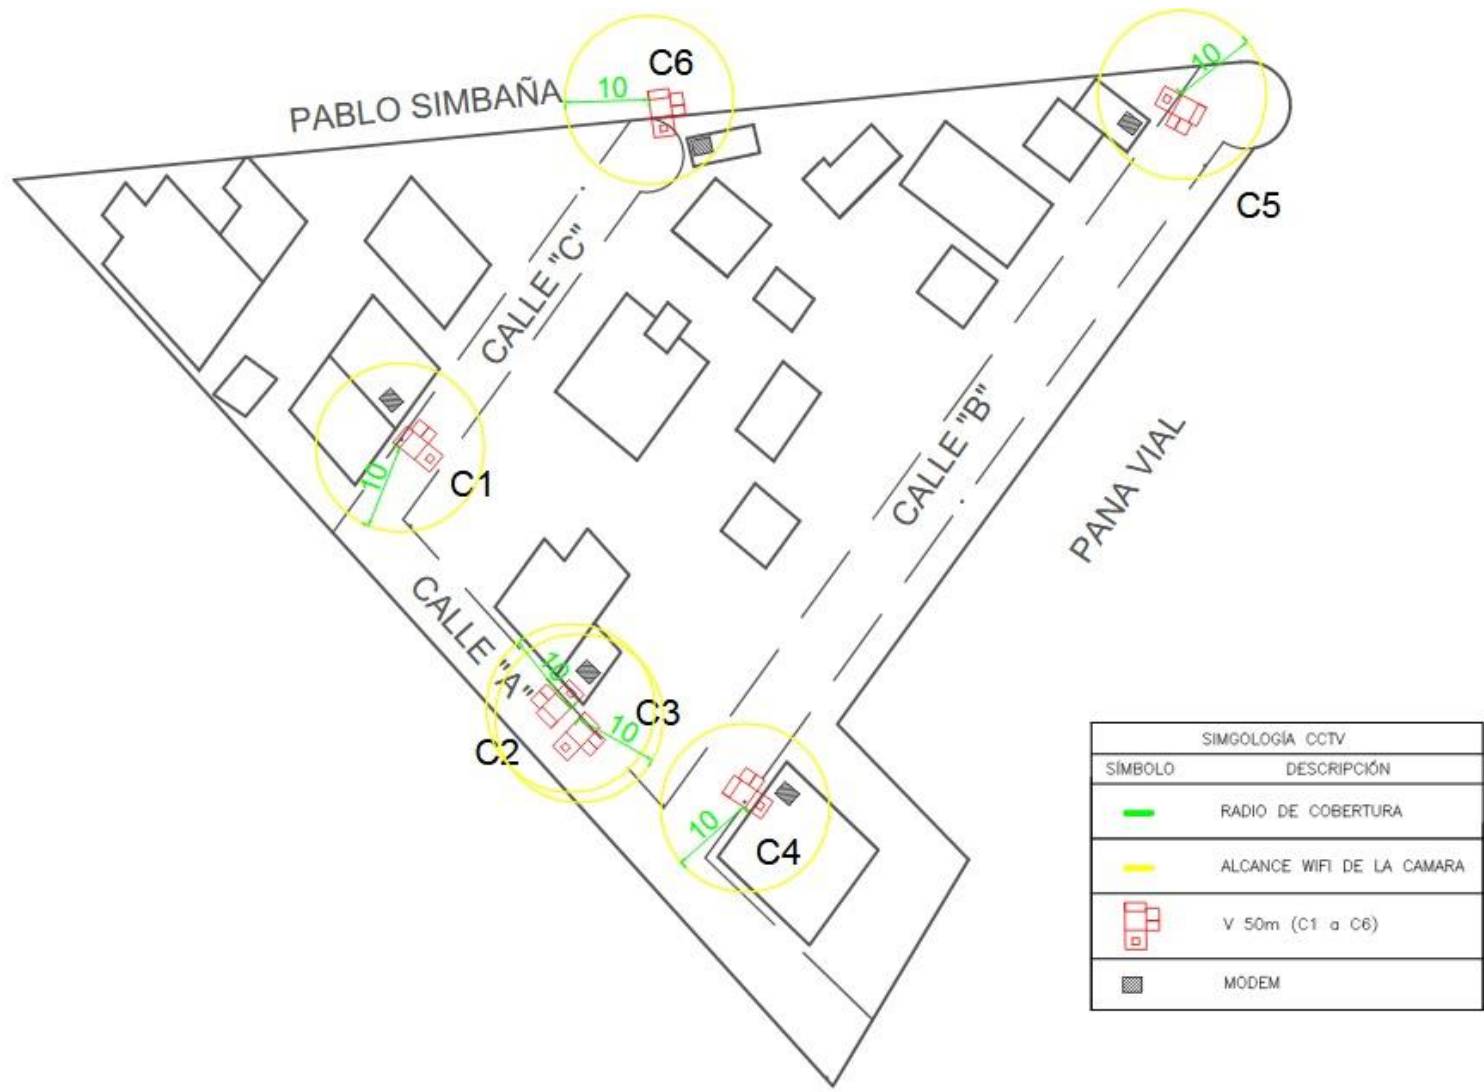 C6
10
10
PABLO SIMBAÑA
C5
CALLE "C"
C1
10
CALLE "B"
PANA VIAL
CALLE "A"
10
C3
10
C2
10
C4
SIMGOLOGÍA CCTV
SÍMBOLO DESCRIPCIÓN
RADIO DE COBERTURA
ALCANCE WIFI DE LA CAMARA
V 50m (C1 a C6)
MODEM